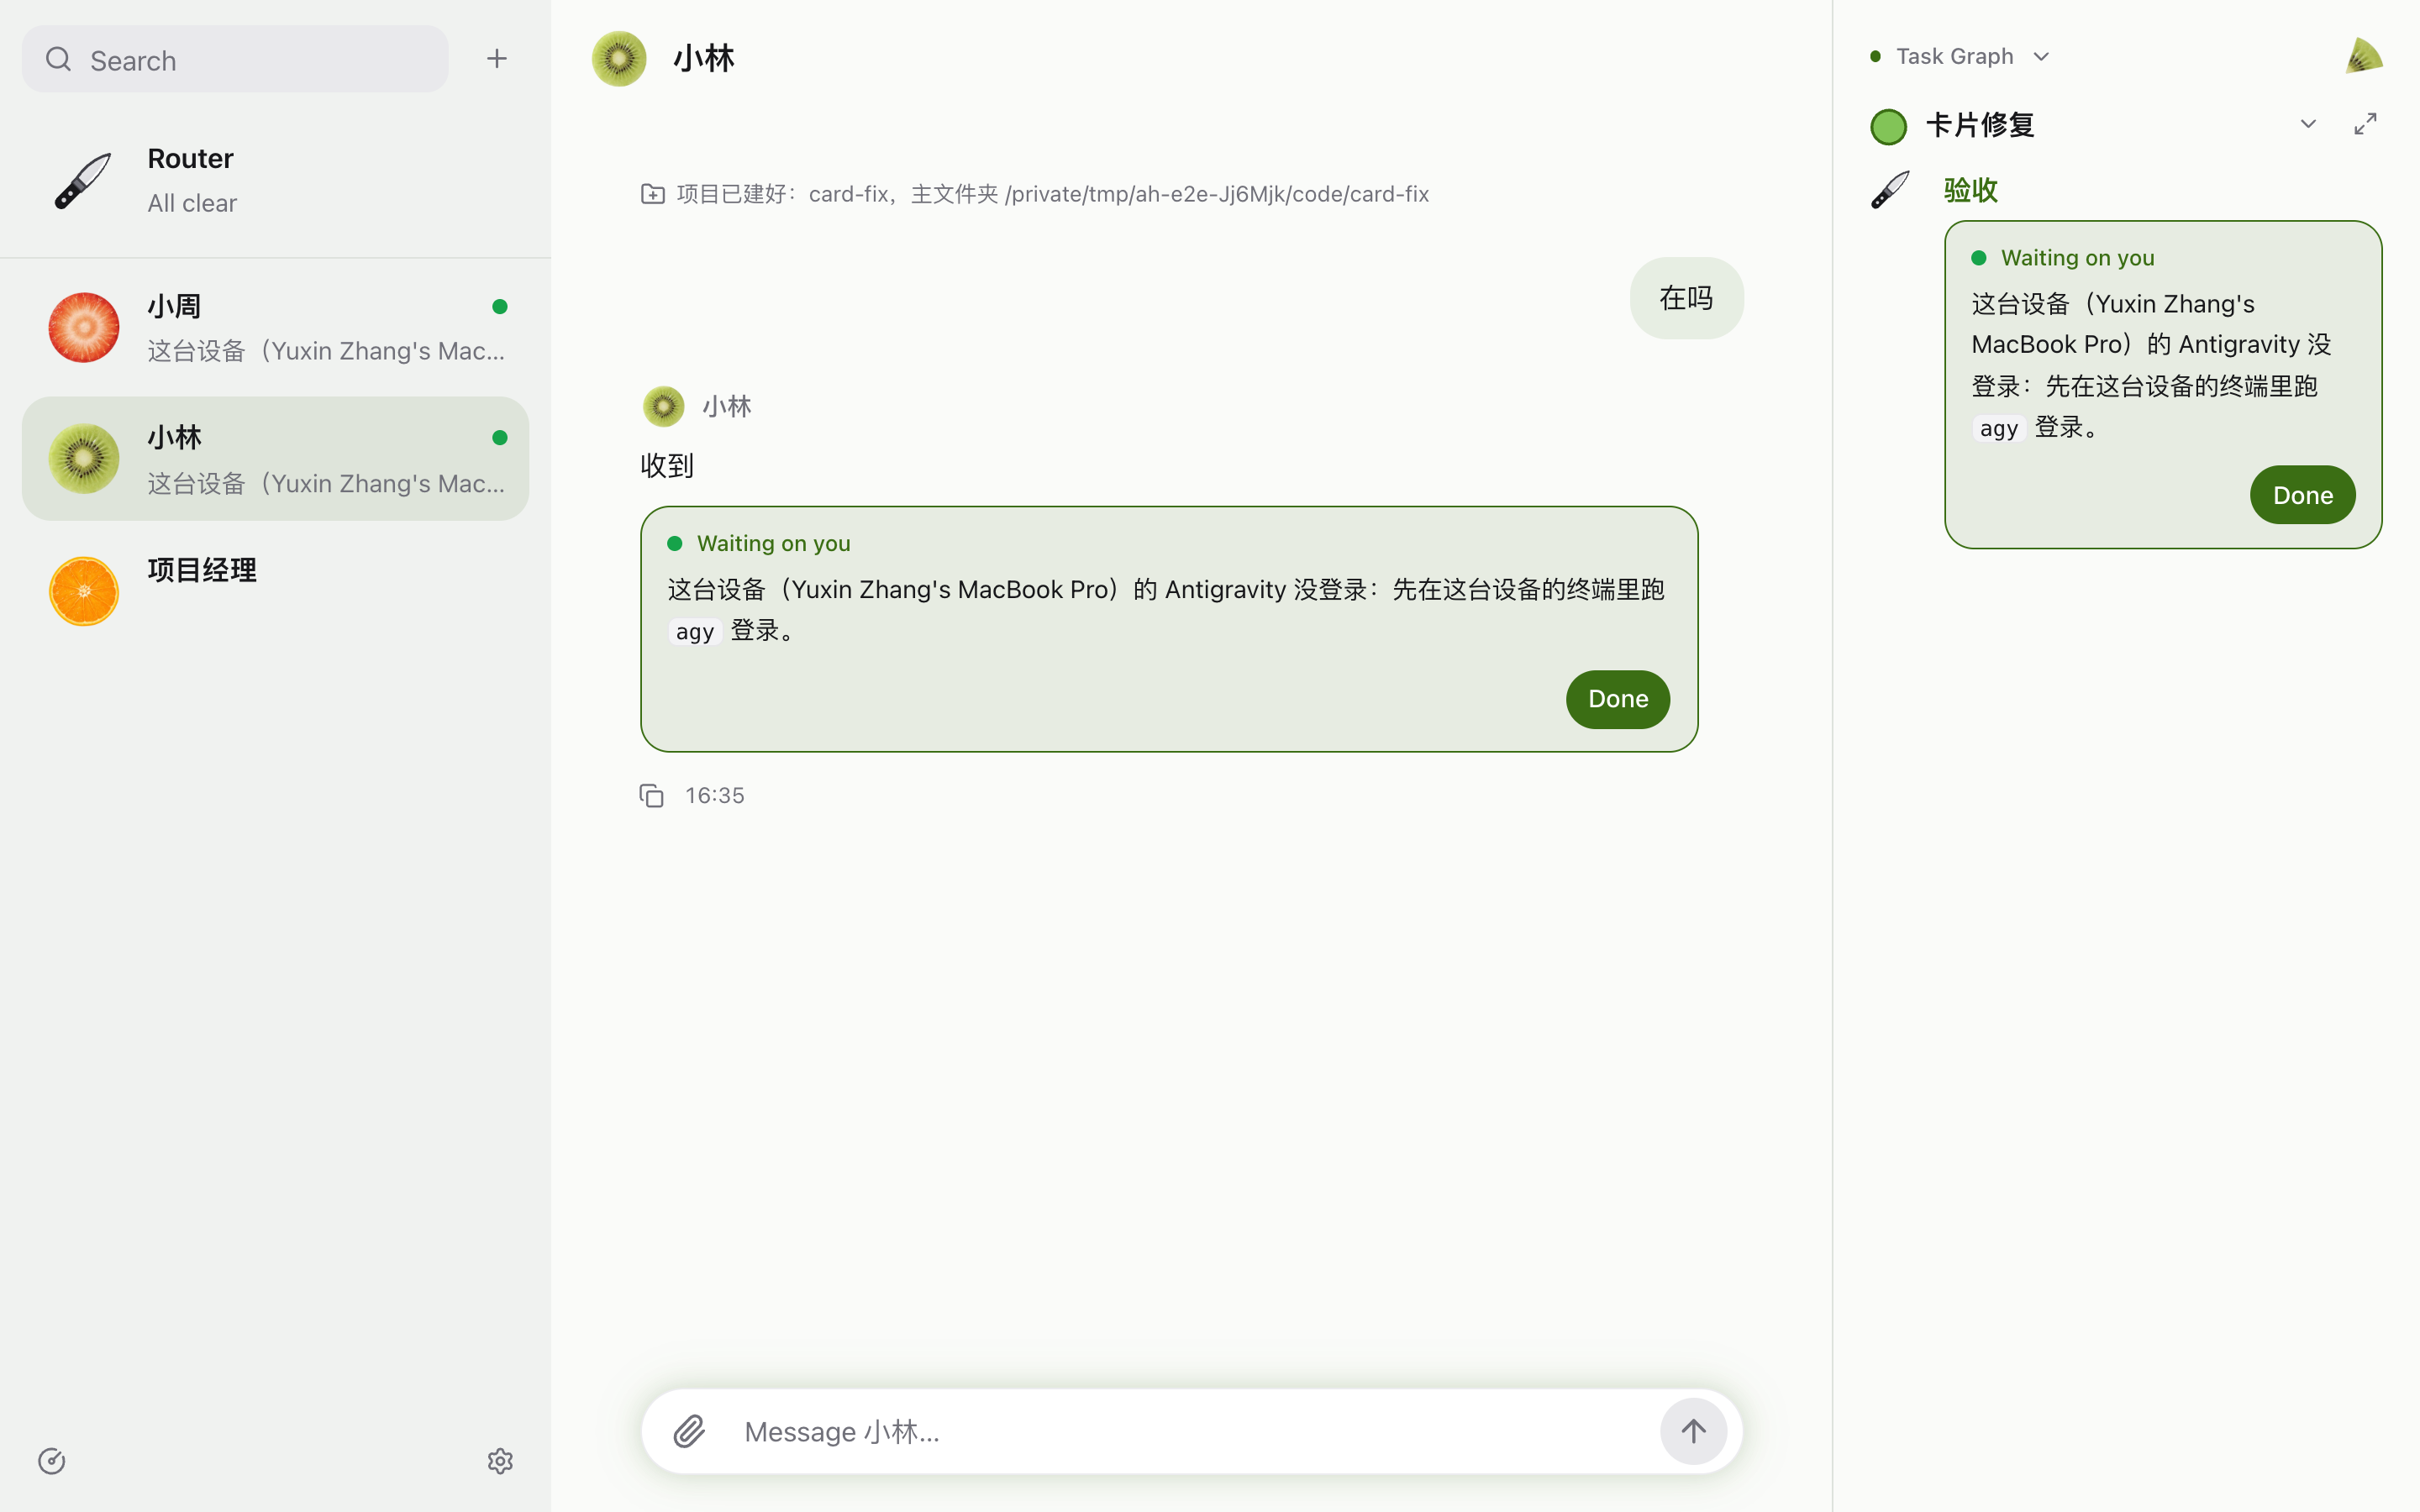 Search
Router
All clear
小周
这台设备（Yuxin Zhang's Mac...
小林
这台设备（Yuxin Zhang's Mac...
项目经理
小林
项目已建好：card-fix，主文件夹 /private/tmp/ah-e2e-Jj6Mjk/code/card-fix
在吗
小林
收到
Waiting on you
这台设备（Yuxin Zhang's MacBook Pro）的 Antigravity 没登录：先在这台设备的终端里跑
agy 登录。
Done
16:35
Message 小林...
Task Graph
卡片修复
验收
Waiting on you
这台设备（Yuxin Zhang's
MacBook Pro）的 Antigravity 没
登录：先在这台设备的终端里跑
agy 登录。
Done